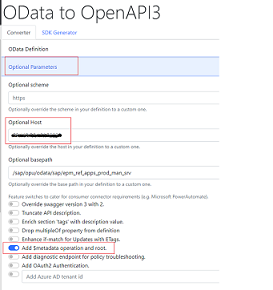 OData to OpenAPI3
Converter
SDK Generator
OData Definition
Optional Parameters
Optional scheme
https
Optionally override the scheme in your definition to a custom one.
Optional Host
Optionally override the host in your definition to a custom one.
Optional basepath
/sap/opu/odata/sap/epm_ref_apps_prod_man_srv
Optionally override the base path in your definition to a custom one.
Feature switches to cater for consumer connector requirements (e.g. Microsoft PowerAutomate).
Override swagger version 3 with 2.
Truncate API description.
Enrich section 'tags' with description value.
Drop multipleOf property from definition
Enhance if-match for Updates with ETags.
Add $metadata operation and root.
Add diagnostic endpoint for policy troubleshooting.
Add OAuth2 Authentication.
Add Azure AD tenant id